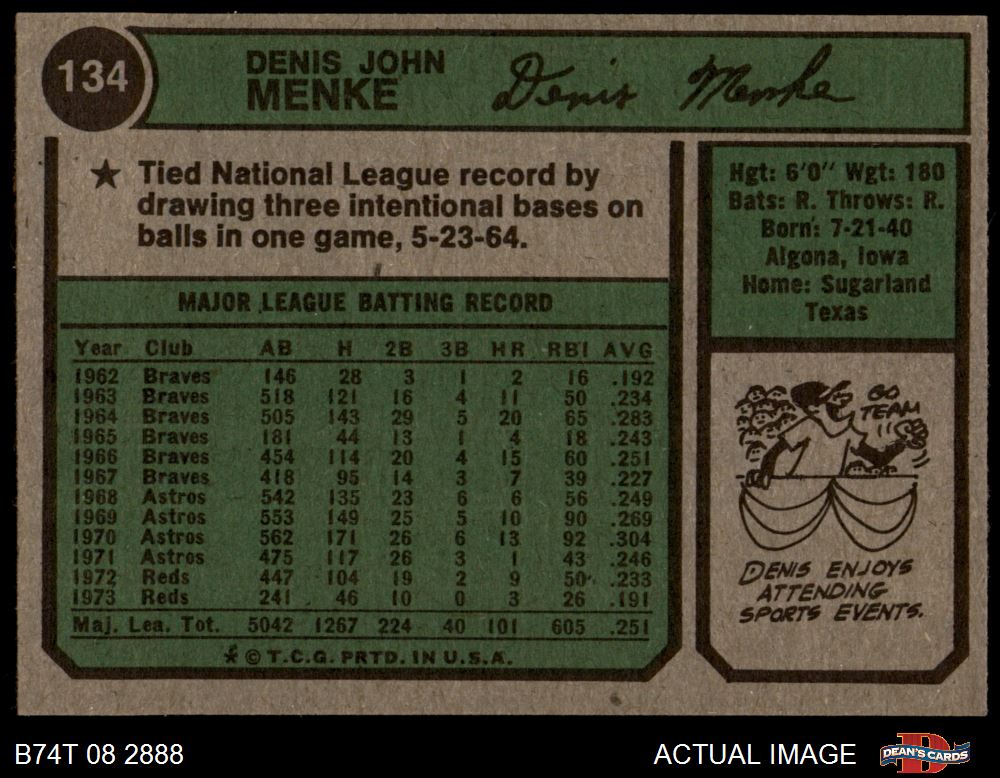 134
DENIS JOHN
MENKE
Denis Menke
★ Tied National League record by
drawing three intentional bases on
balls in one game, 5-23-64.
Hgt: 6'0" Wgt: 180
Bats: R. Throws: R.
Born: 7-21-40
Algona, Iowa
Home: Sugarland
Texas
MAJOR LEAGUE BATTING RECORD
Year Club AB H 2B 3B HR RBI AVG
1962 Braves 146 28 3 1 2 16 .192
1963 Braves 518 121 16 4 11 50 .234
1964 Braves 505 143 29 5 20 65 .283
1965 Braves 181 44 13 1 4 18 .243
1966 Braves 454 114 20 4 15 60 .251
1967 Braves 418 95 14 3 7 39 .227
1968 Astros 542 135 23 6 6 56 .249
1969 Astros 553 149 25 5 10 90 .269
1970 Astros 562 171 26 6 13 92 .304
1971 Astros 475 117 26 3 1 43 .246
1972 Reds 447 104 19 2 9 50 .233
1973 Reds 241 46 10 0 3 26 .191
Maj. Lea. Tot. 5042 1267 224 40 101 605 .251
★ © T.C.G. PRTD. IN U.S.A.
GO
TEAM
DENIS ENJOYS
ATTENDING
SPORTS EVENTS.
B74T 08 2888
ACTUAL IMAGE
DEAN'S CARDS